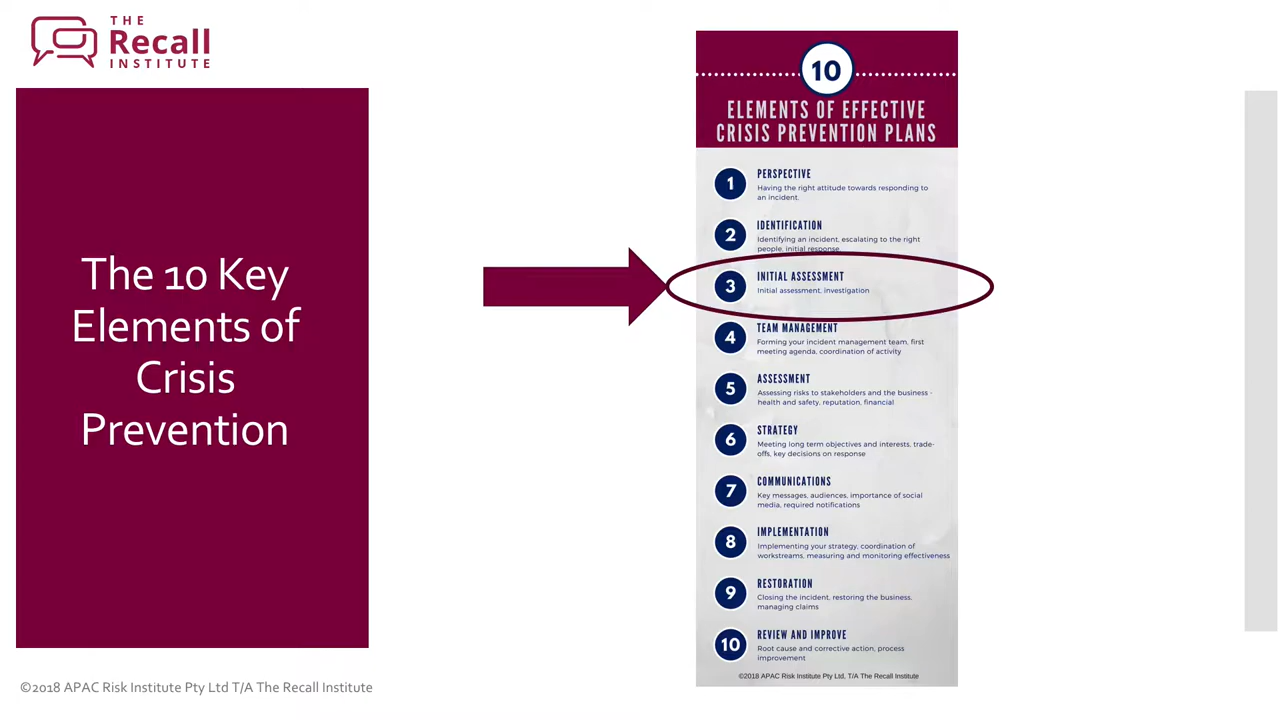 THE
Recall
INSTITUTE
The 10 Key
Elements of
Crisis
Prevention
10
ELEMENTS OF EFFECTIVE
CRISIS PREVENTION PLANS
1
PERSPECTIVE
Having the right attitude towards responding to
an incident.
2
IDENTIFICATION
Identifying an incident, escalating to the right
people, initial response.
3
INITIAL ASSESSMENT
Initial assessment, investigation
4
TEAM MANAGEMENT
Forming your incident management team, first
meeting agenda, coordination of activity
5
ASSESSMENT
Assessing risks to stakeholders and the business -
health and safety, reputation, financial
6
STRATEGY
Meeting long term objectives and interests, trade-
offs, key decisions on response
7
COMMUNICATIONS
Key messages, audiences, importance of social
media, required notifications
8
IMPLEMENTATION
Implementing your strategy, coordination of
workstreams, measuring and monitoring effectiveness
9
RESTORATION
Closing the incident, restoring the business,
managing claims
10
REVIEW AND IMPROVE
Root cause and corrective action, process
improvement
©2018 APAC Risk Institute Pty Ltd, T/A The Recall Institute
©2018 APAC Risk Institute Pty Ltd T/A The Recall Institute